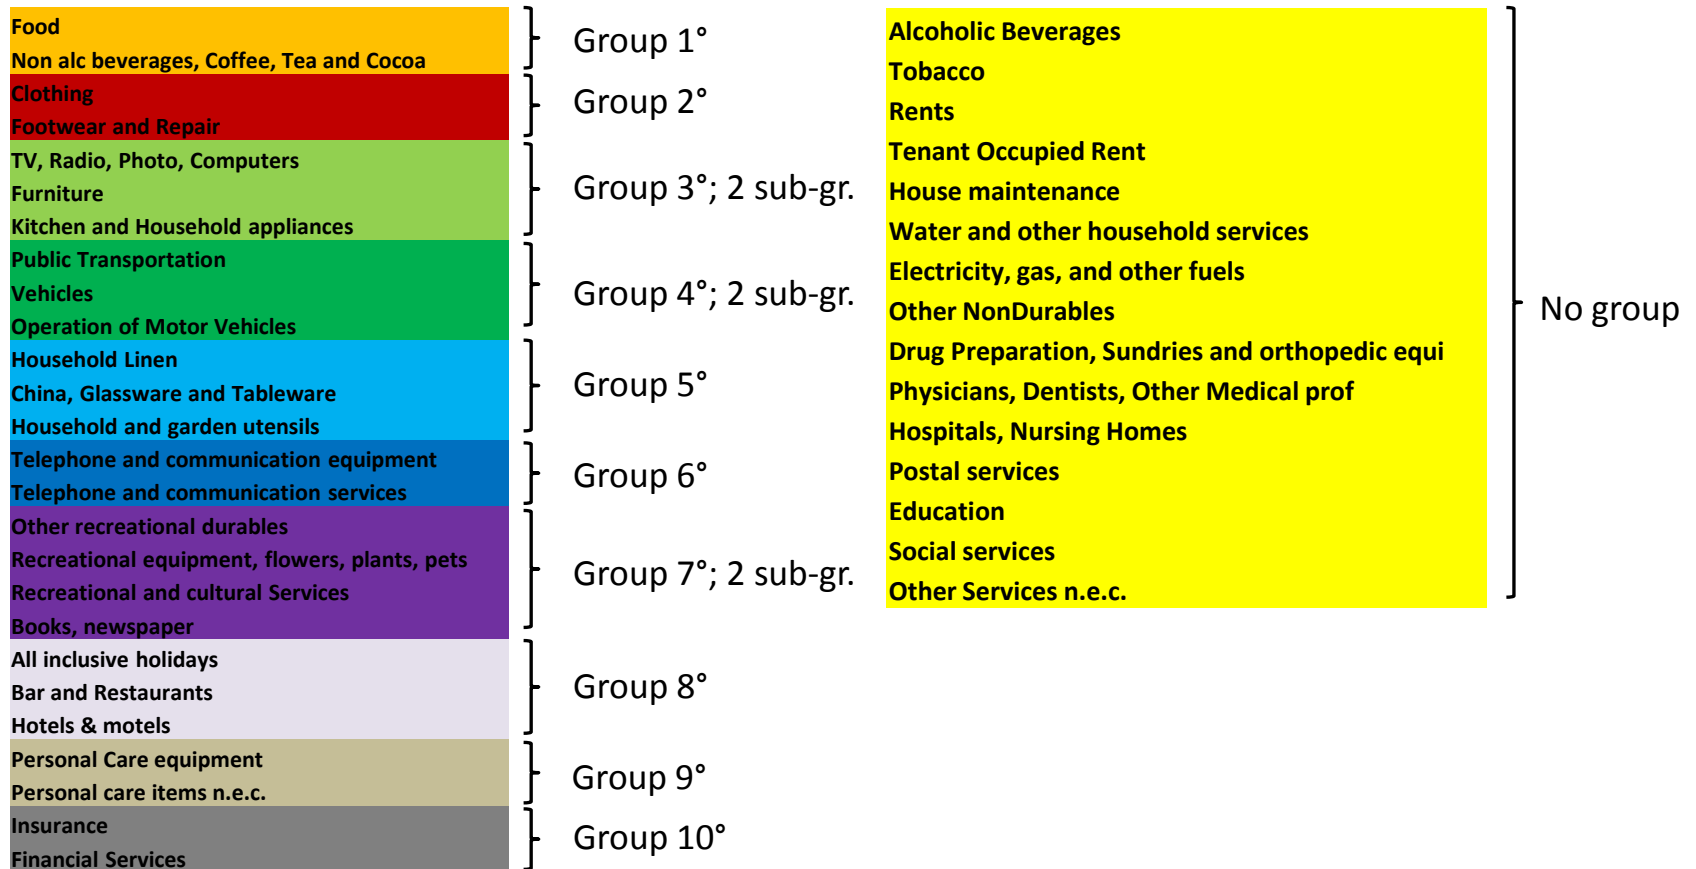 Food
Non alc beverages, Coffee, Tea and Cocoa
Group 1°
Clothing
Footwear and Repair
Group 2°
TV, Radio, Photo, Computers
Furniture
Kitchen and Household appliances
Group 3°; 2 sub-gr.
Public Transportation
Vehicles
Operation of Motor Vehicles
Group 4°; 2 sub-gr.
Household Linen
China, Glassware and Tableware
Household and garden utensils
Group 5°
Telephone and communication equipment
Telephone and communication services
Group 6°
Other recreational durables
Recreational equipment, flowers, plants, pets
Recreational and cultural Services
Books, newspaper
Group 7°; 2 sub-gr.
All inclusive holidays
Bar and Restaurants
Hotels & motels
Group 8°
Personal Care equipment
Personal care items n.e.c.
Group 9°
Insurance
Financial Services
Group 10°
Alcoholic Beverages
Tobacco
Rents
Tenant Occupied Rent
House maintenance
Water and other household services
Electricity, gas, and other fuels
Other NonDurables
Drug Preparation, Sundries and orthopedic equi
Physicians, Dentists, Other Medical prof
Hospitals, Nursing Homes
Postal services
Education
Social services
Other Services n.e.c.
No group